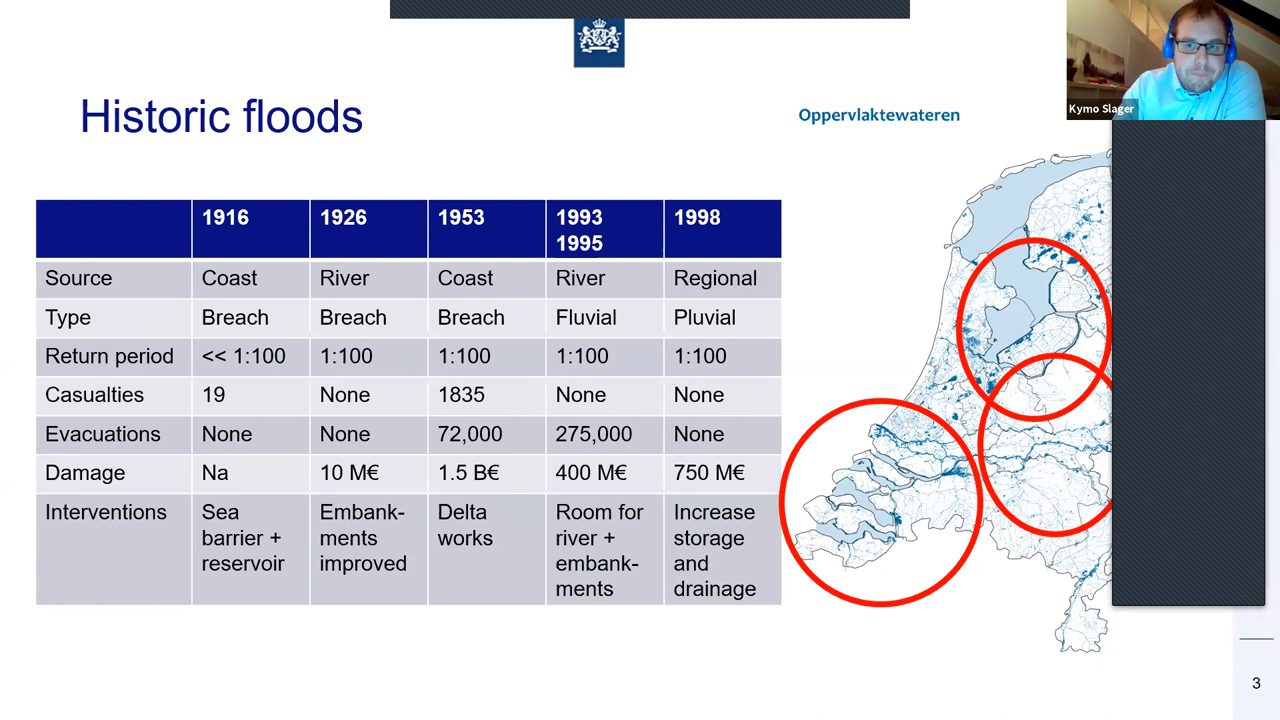 Kymo Slager
Historic floods
Oppervlaktewateren
1916 1926 1953 1993 1995 1998
Source Coast River Coast River Regional
Type Breach Breach Breach Fluvial Pluvial
Return period << 1:100 1:100 1:100 1:100 1:100
Casualties 19 None 1835 None None
Evacuations None None 72,000 275,000 None
Damage Na 10 M€ 1.5 B€ 400 M€ 750 M€
Interventions
Sea
barrier +
reservoir
Embank-
ments
improved
Delta
works
Room for
river +
embank-
ments
Increase
storage
and
drainage
3